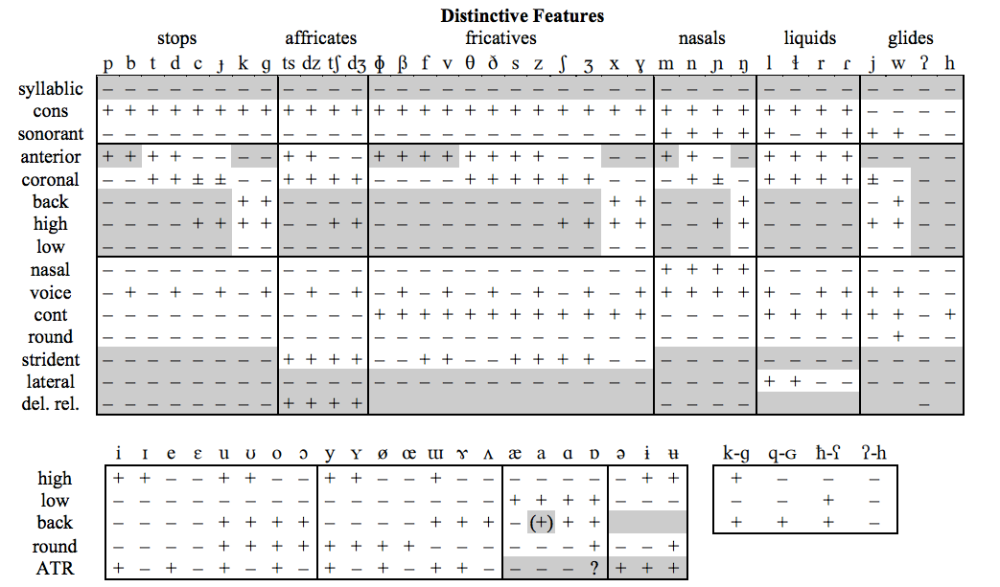 Distinctive Features
stops affricates fricatives nasals liquids glides
p b t d c ɟ k ɡ ts dz tʃ dʒ ɸ β f v θ ð s z ʃ ʒ x ɣ m n ɲ ŋ l ɫ r ɾ j w ʔ h
syllablic – – – – – – – – – – – – – – – – – – – – – – – – – – – – – – – – – – – –
cons + + + + + + + + + + + + + + + + + + + + + + + + + + + + + + + + – – – –
sonorant – – – – – – – – – – – – – – – – – – – – – – – – + + + + + – + + + + – –
anterior + + + + – – – – + + – – + + + + + + + + – – – – + + – – + + + + – – – –
coronal – – + + ± ± – – + + + + – – – – + + + + + + – – – + ± – + + + + ± – – –
back – – – – – – + + – – – – – – – – – – – – – – + + – – – + – – – – – + – –
high – – – – + + + + – – + + – – – – – – – – + + + + – – + + – – – – + + – –
low – – – – – – – – – – – – – – – – – – – – – – – – – – – – – – – – – – – –
nasal – – – – – – – – – – – – – – – – – – – – – – – – + + + + – – – – – – – –
voice – + – + – + – + – + – + – + – + – + – + – + – + + + + + + – + + + + – –
cont – – – – – – – – – – – – + + + + + + + + + + + + – – – – + + + + + + – +
round – – – – – – – – – – – – – – – – – – – – – – – – – – – – – – – – – + – –
strident – – – – – – – – + + + + – – + + – – + + + + – – – – – – – – – – – – – –
lateral – – – – – – – – – – – – – – – – – – – – – – – – – – – – + + – – – – – –
del. rel. – – – – – – – – + + + + – – – – –
i ɪ e ɛ u ʊ o ɔ y ʏ ø œ ɯ ɤ ʌ æ a ɑ ɒ ə ɨ ʉ k-ɡ q-ɢ ħ-ʕ ʔ-h
high + + – – + + – – + + – – + – – – – – – – + + + – – –
low – – – – – – – – – – – – – – – + + + + – – – – – + –
back – – – – + + + + – – – – + + + – (+) + + + + + –
round – – – – + + + + + + + + – – – – – – + – – +
ATR + – + – + – + – + – + – + + – – – – ? + + +